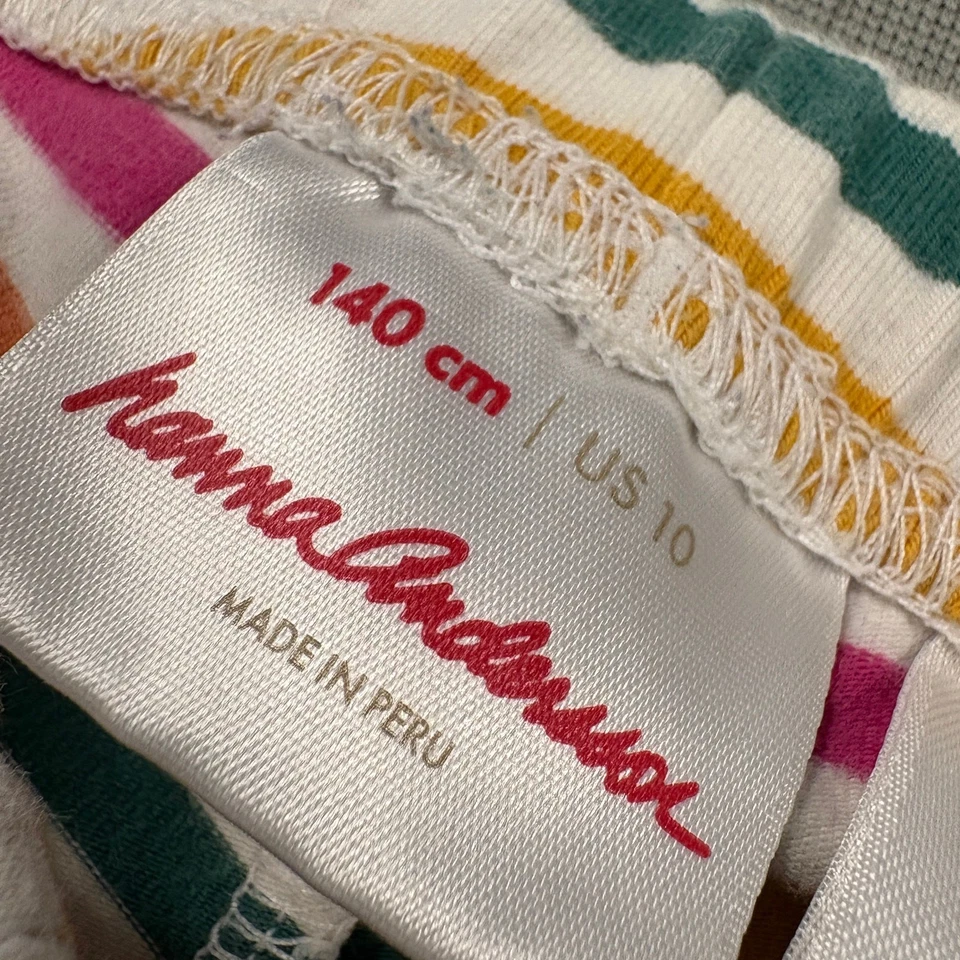 140 cm / US 10
hanna Andersson
MADE IN PERU